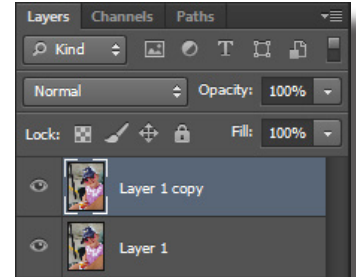 Layers Channels Paths
Kind T
Normal Opacity: 100%
Lock: Fill: 100%
Layer 1 copy
Layer 1